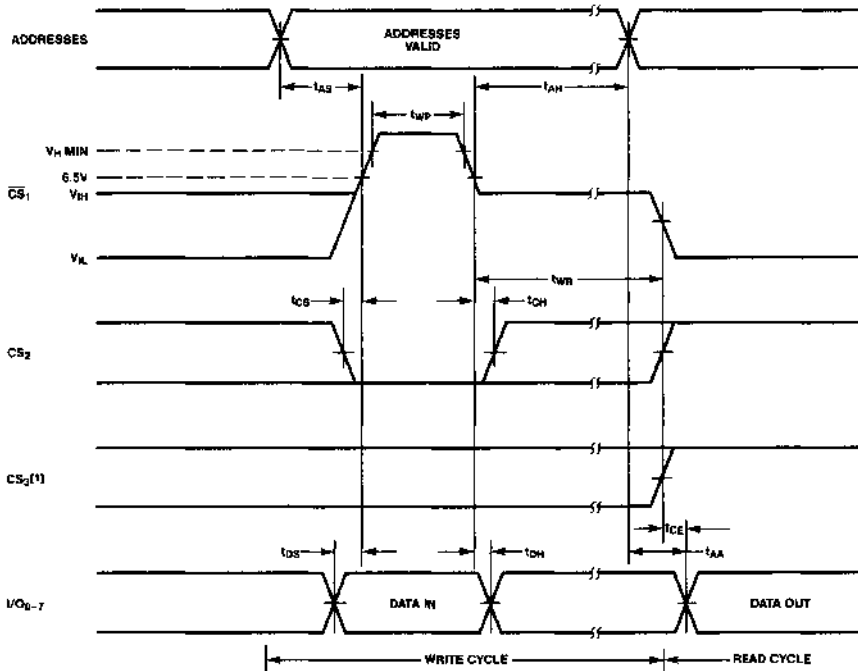 ADDRESSES
ADDRESSES
VALID
tAS
tAH
tWP
VH MIN
6.5V
CS1
VIH
VIL
tWR
tCS
tCH
CS2
CS3[1]
tCE
tDS
tDH
tAA
I/O0-7
DATA IN
DATA OUT
WRITE CYCLE
READ CYCLE